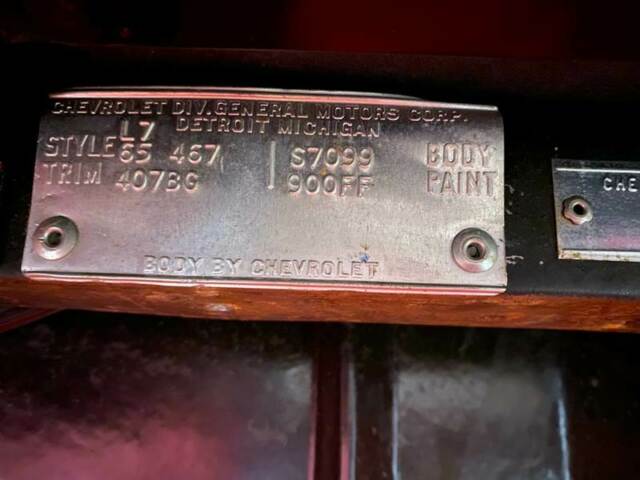 CHEVROLET DIV. GENERAL MOTORS CORP.
L7 DETROIT MICHIGAN
STYLE 65 467 S7099 BODY
TRIM 407BG 900FF PAINT
BODY BY CHEVROLET
CHE